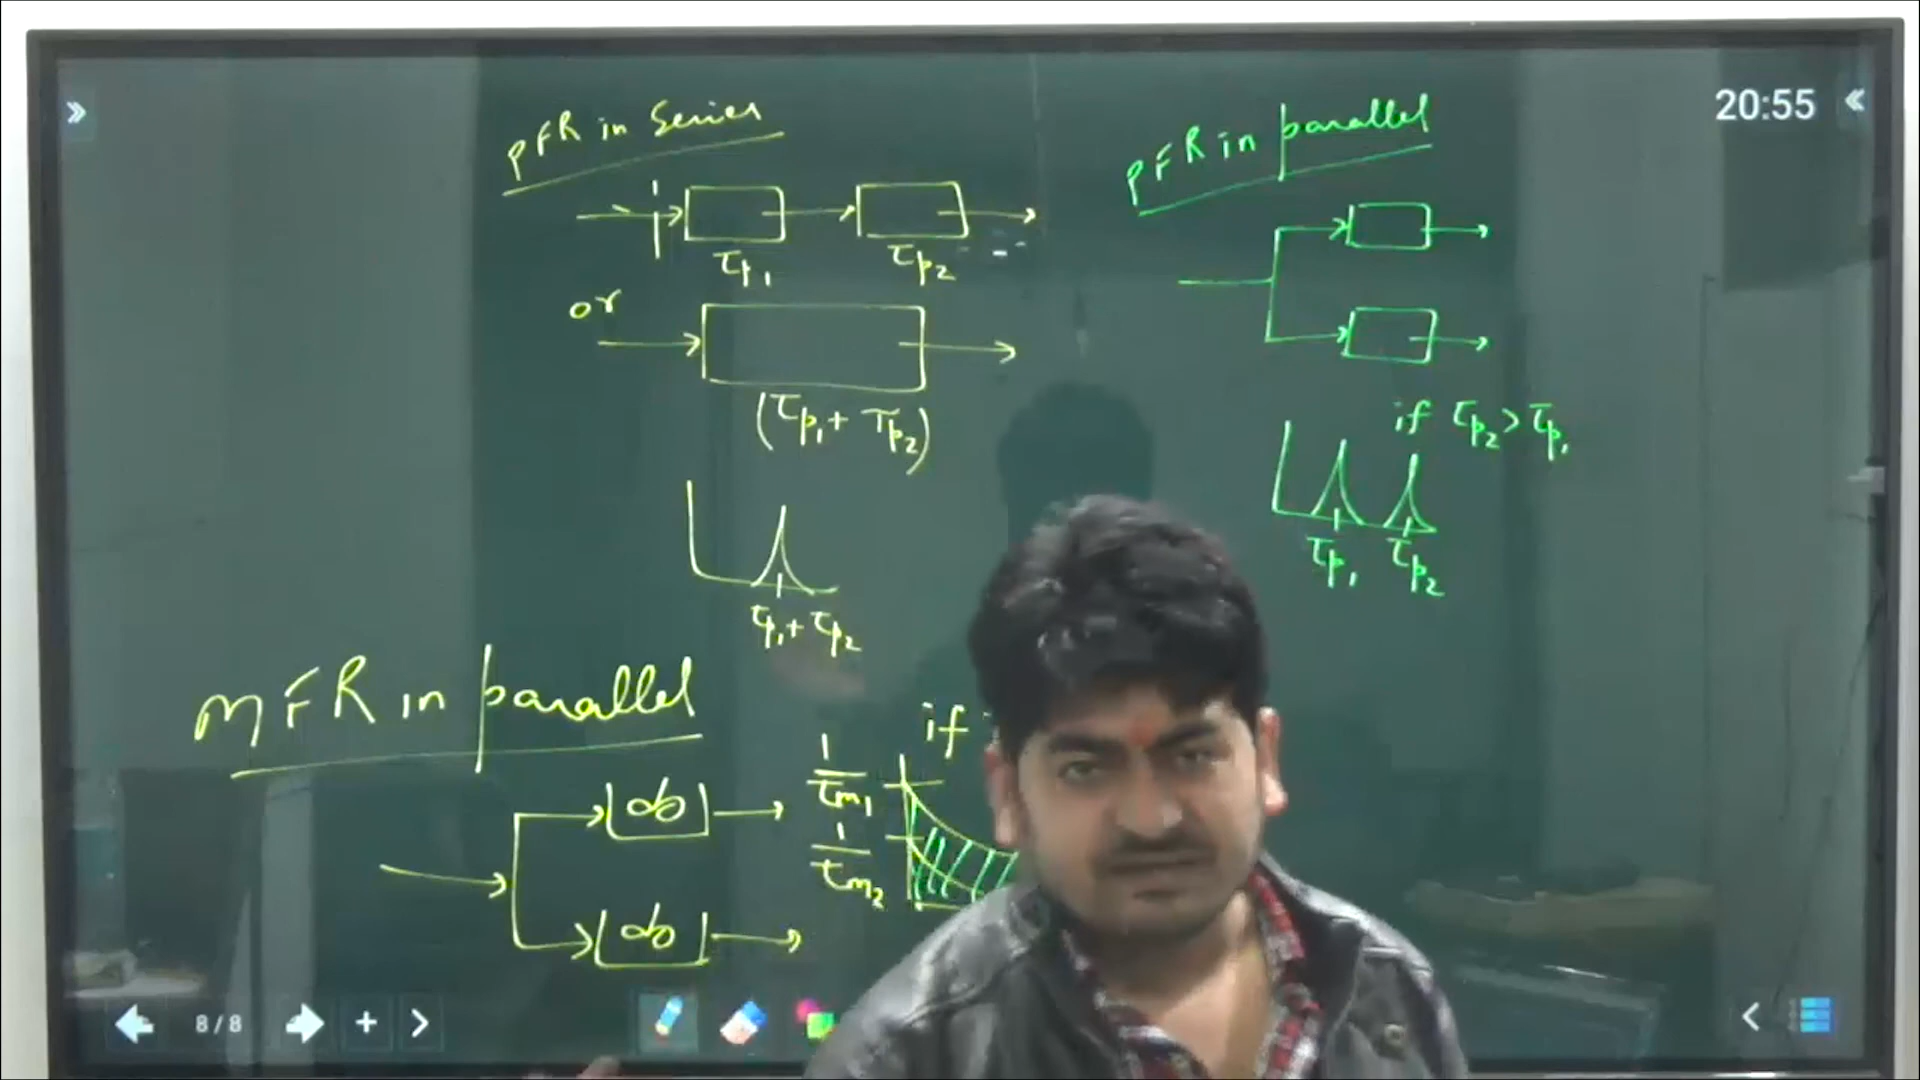 20:55
PFR in Series
τp1 τp2
or
(τp1 + τp2)
τp1 + τp2
PFR in parallel
if τp2 > τp1
τp1 τp2
MFR in parallel
if
1/τm1
1/τm2
8/8